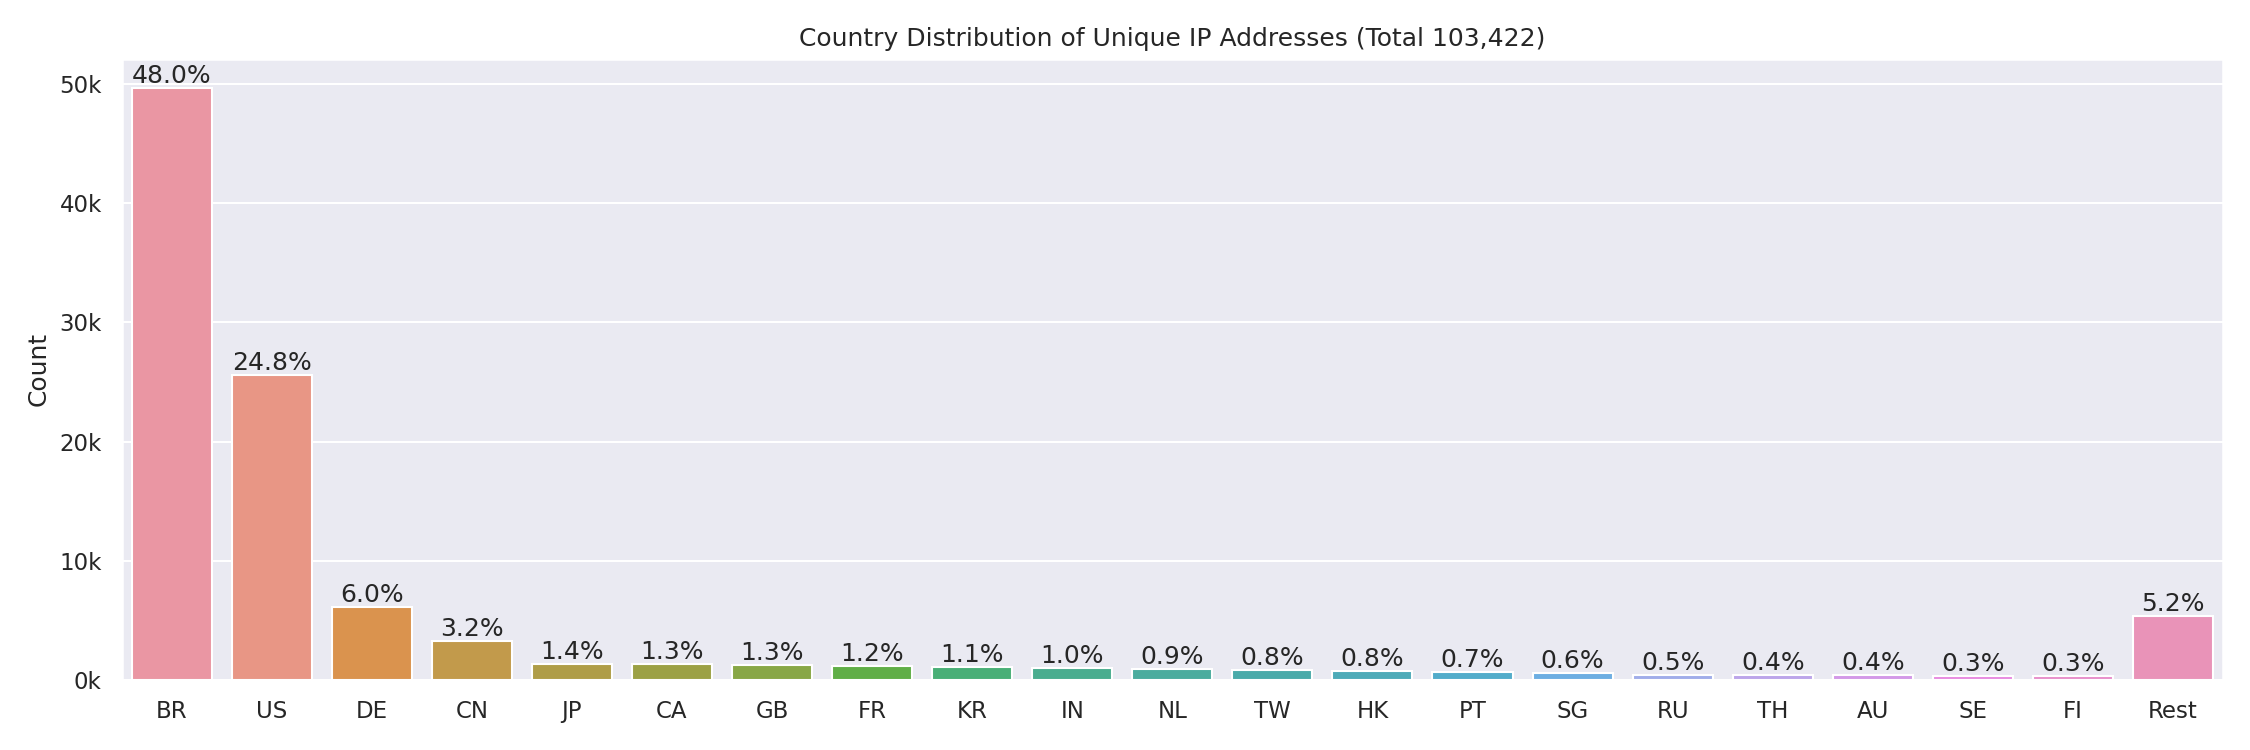 Country Distribution of Unique IP Addresses (Total 103,422)
Count
50k
40k
30k
20k
10k
0k
48.0%
24.8%
6.0%
3.2%
1.4%
1.3%
1.3%
1.2%
1.1%
1.0%
0.9%
0.8%
0.8%
0.7%
0.6%
0.5%
0.4%
0.4%
0.3%
0.3%
5.2%
BR US DE CN JP CA GB FR KR IN NL TW HK PT SG RU TH AU SE FI Rest